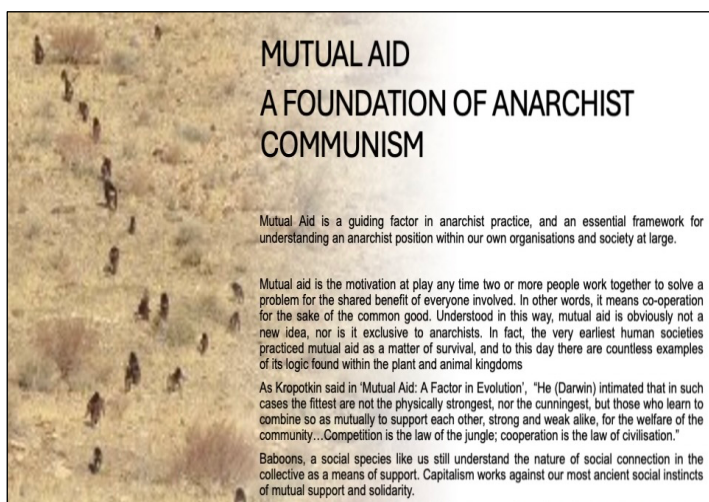 MUTUAL AID
A FOUNDATION OF ANARCHIST
COMMUNISM
Mutual Aid is a guiding factor in anarchist practice, and an essential framework for
understanding an anarchist position within our own organisations and society at large.
Mutual aid is the motivation at play any time two or more people work together to solve a
problem for the shared benefit of everyone involved. In other words, it means co-operation
for the sake of the common good. Understood in this way, mutual aid is obviously not a
new idea, nor is it exclusive to anarchists. In fact, the very earliest human societies
practiced mutual aid as a matter of survival, and to this day there are countless examples
of its logic found within the plant and animal kingdoms
As Kropotkin said in ‘Mutual Aid: A Factor in Evolution’, “He (Darwin) intimated that in such
cases the fittest are not the physically strongest, nor the cunningest, but those who learn to
combine so as mutually to support each other, strong and weak alike, for the welfare of the
community…Competition is the law of the jungle; cooperation is the law of civilisation.”
Baboons, a social species like us still understand the nature of social connection in the
collective as a means of support. Capitalism works against our most ancient social instincts
of mutual support and solidarity.